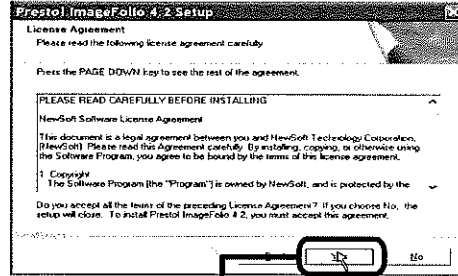 Presto! ImageFolio 4.2 Setup
License Agreement
Please read the following license agreement carefully.
Press the PAGE DOWN key to see the rest of the agreement.
PLEASE READ CAREFULLY BEFORE INSTALLING
NewSoft Software License Agreement
This document is a legal agreement between you and NewSoft Technology Corporation,
(NewSoft). Please read this Agreement carefully. By installing, copying, or otherwise using
the Software Program, you agree to be bound by the terms of this license agreement.
1. Copyright
The Software Program (the "Program") is owned by NewSoft, and is protected by the
Do you accept all the terms of the preceding License Agreement? If you choose No, the
setup will close. To install Presto! ImageFolio 4.2, you must accept this agreement.
No